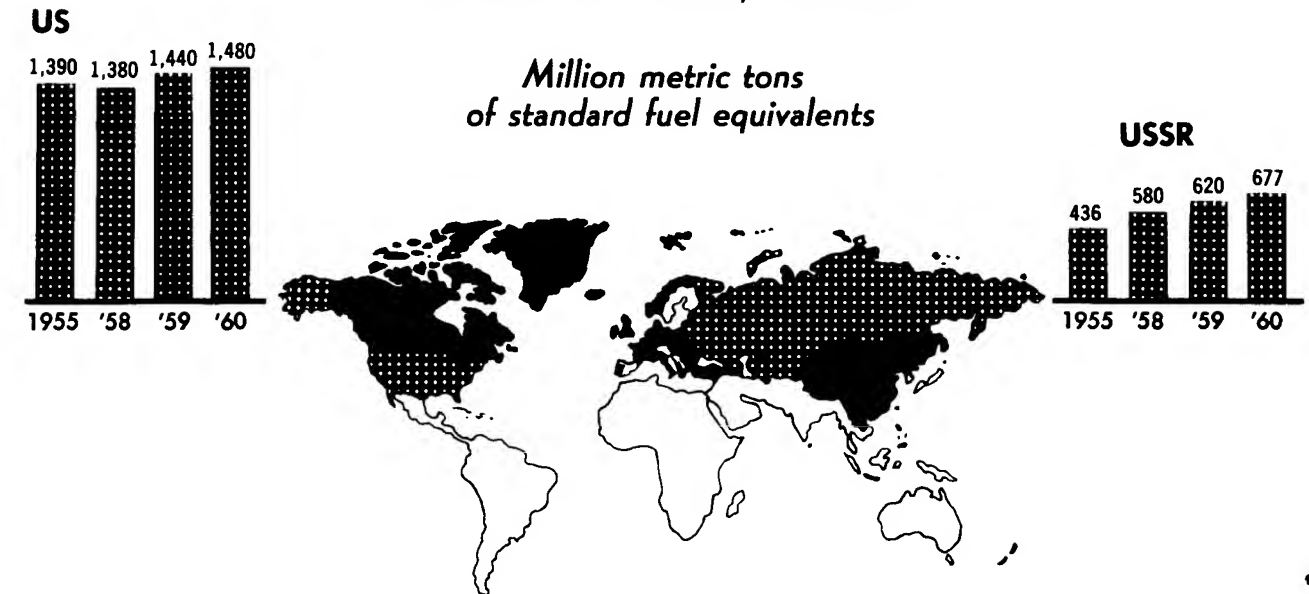 US
1,390 1,380 1,440 1,480
1955 '58 '59 '60
Million metric tons
of standard fuel equivalents
USSR
436 580 620 677
1955 '58 '59 '60